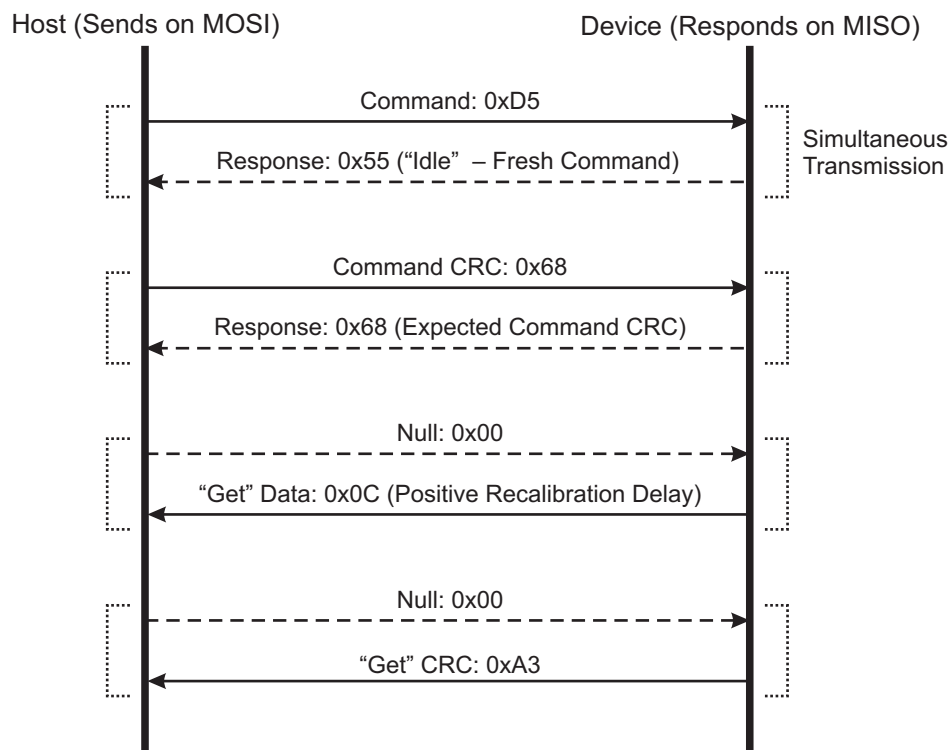 Host (Sends on MOSI)
Device (Responds on MISO)
Command: 0xD5
Simultaneous
Transmission
Response: 0x55 (“Idle” – Fresh Command)
Command CRC: 0x68
Response: 0x68 (Expected Command CRC)
Null: 0x00
“Get” Data: 0x0C (Positive Recalibration Delay)
Null: 0x00
“Get” CRC: 0xA3